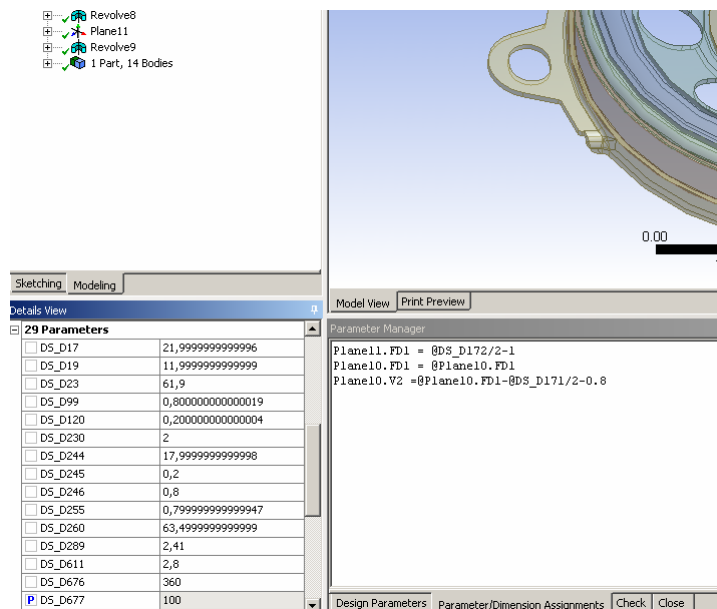 Revolve8
Plane11
Revolve9
1 Part, 14 Bodies
0.00
Sketching Modeling
Model View Print Preview
Details View
29 Parameters
DS_D17 21,9999999999996
DS_D19 11,9999999999999
DS_D23 61,9
DS_D99 0,800000000000019
DS_D120 0,200000000000004
DS_D230 2
DS_D244 17,9999999999998
DS_D245 0,2
DS_D246 0,8
DS_D255 0,799999999999947
DS_D260 63,4999999999999
DS_D289 2,41
DS_D611 2,8
DS_D676 360
P DS_D677 100
Parameter Manager
Plane11.FD1 = @DS_D172/2-1
Plane10.FD1 = @Plane10.FD1
Plane10.V2 =@Plane10.FD1-@DS_D171/2-0.8
Design Parameters Parameter/Dimension Assignments Check Close